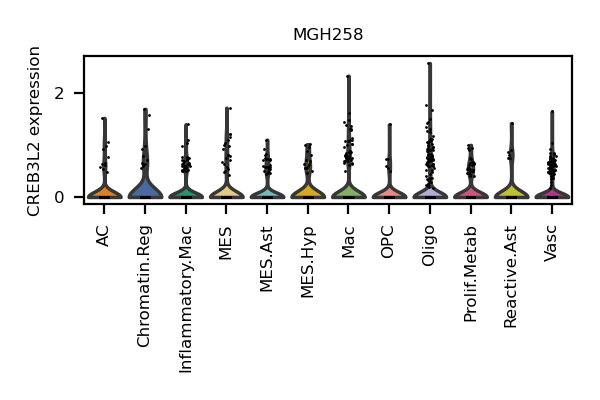 MGH258
CREB3L2 expression
2
0
AC
Chromatin.Reg
Inflammatory.Mac
MES
MES.Ast
MES.Hyp
Mac
OPC
Oligo
Prolif.Metab
Reactive.Ast
Vasc